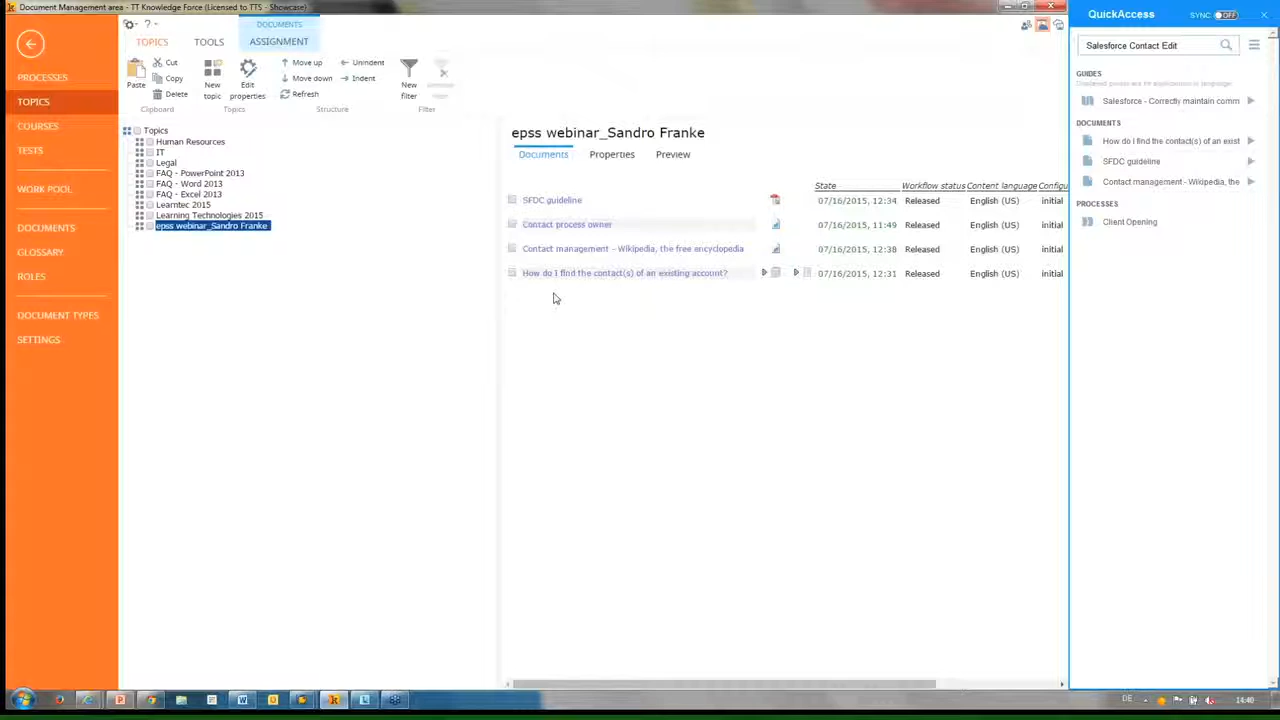 Document Management area - TT Knowledge Force (Licensed to TTS - Showcase)
DOCUMENTS
TOPICS
TOOLS
ASSIGNMENT
Paste
Cut
Copy
Delete
Clipboard
New topic
Edit properties
Topics
Move up
Move down
Refresh
Unindent
Indent
Structure
New filter
Filter
PROCESSES
TOPICS
COURSES
TESTS
WORK POOL
DOCUMENTS
GLOSSARY
ROLES
DOCUMENT TYPES
SETTINGS
Topics
Human Resources
IT
Legal
FAQ - PowerPoint 2013
FAQ - Word 2013
FAQ - Excel 2013
Learntec 2015
Learning Technologies 2015
epss webinar_Sandro Franke
epss webinar_Sandro Franke
Documents Properties Preview
State Workflow status Content language Configu
SFDC guideline 07/16/2015, 12:34 Released English (US) initial
Contact process owner 07/16/2015, 11:49 Released English (US) initial
Contact management - Wikipedia, the free encyclopedia 07/16/2015, 12:38 Released English (US) initial
How do I find the contact(s) of an existing account? 07/16/2015, 12:31 Released English (US) initial
QuickAccess SYNC OFF
Salesforce Contact Edit
GUIDES
Salesforce - Correctly maintain comm
DOCUMENTS
How do I find the contact(s) of an exist
SFDC guideline
Contact management - Wikipedia, the
PROCESSES
Client Opening
DE
14:40